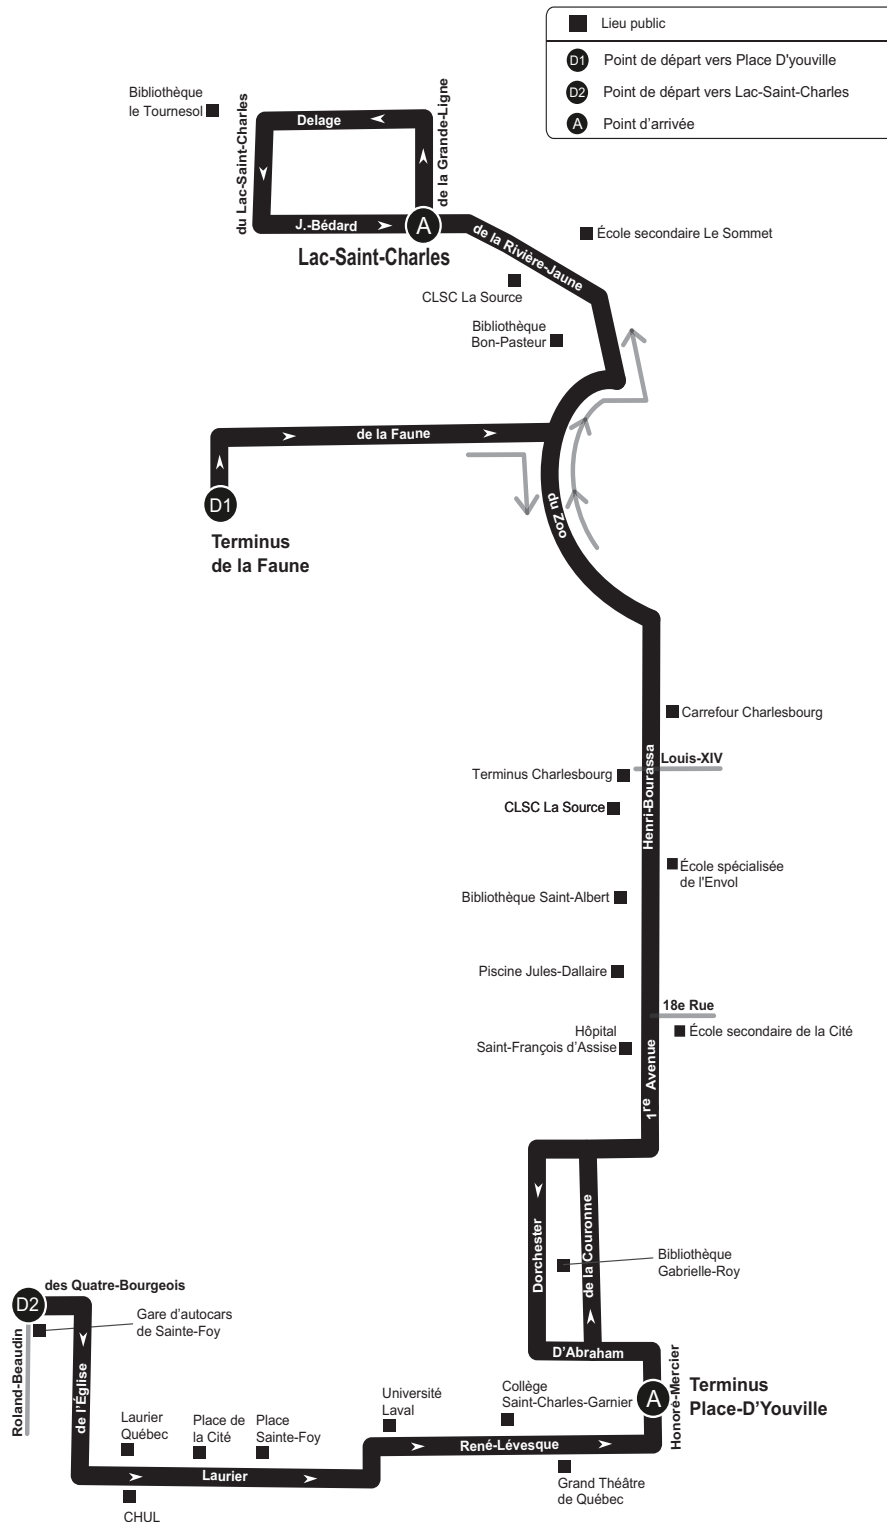 Lieu public
D1 Point de départ vers Place D'youville
D2 Point de départ vers Lac-Saint-Charles
A Point d'arrivée
Bibliothèque
le Tournesol
du Lac-Saint-Charles
Delage
de la Grande-Ligne
J.-Bédard
A
Lac-Saint-Charles
de la Rivière-Jaune
École secondaire Le Sommet
CLSC La Source
Bibliothèque
Bon-Pasteur
de la Faune
D1
Terminus
de la Faune
du Zoo
Carrefour Charlesbourg
Louis-XIV
Terminus Charlesbourg
Henri-Bourassa
CLSC La Source
École spécialisée
de l'Envol
Bibliothèque Saint-Albert
Piscine Jules-Dallaire
18e Rue
École secondaire de la Cité
Hôpital
Saint-François d'Assise
1re Avenue
Dorchester
de la Couronne
Bibliothèque
Gabrielle-Roy
D'Abraham
des Quatre-Bourgeois
D2
Gare d'autocars
de Sainte-Foy
Roland-Beaudin
de l'Église
Honoré-Mercier
A
Terminus
Place-D'Youville
Laurier
Québec
Place de
la Cité
Place
Sainte-Foy
Université
Laval
Collège
Saint-Charles-Garnier
René-Lévesque
Laurier
Grand Théâtre
de Québec
CHUL